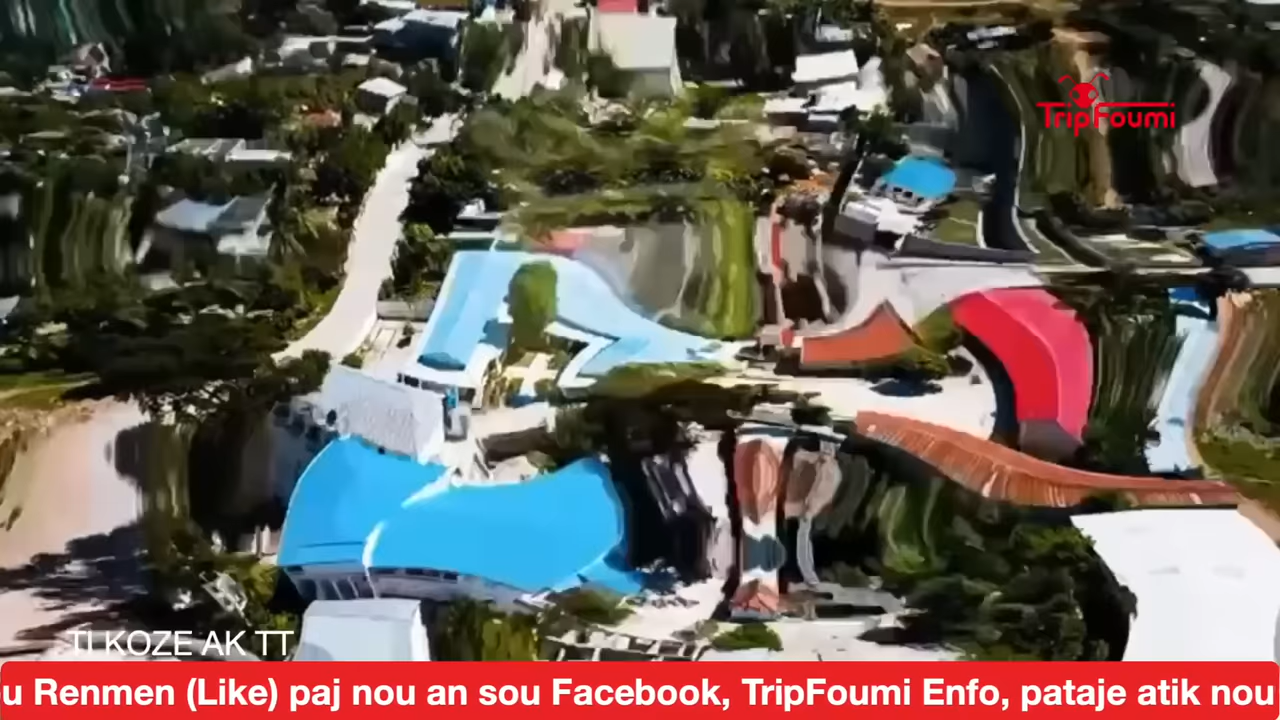 TripFoumi
TI KOZE AK TT
u Renmen (Like) paj nou an sou Facebook, TripFoumi Enfo, pataje atik nou